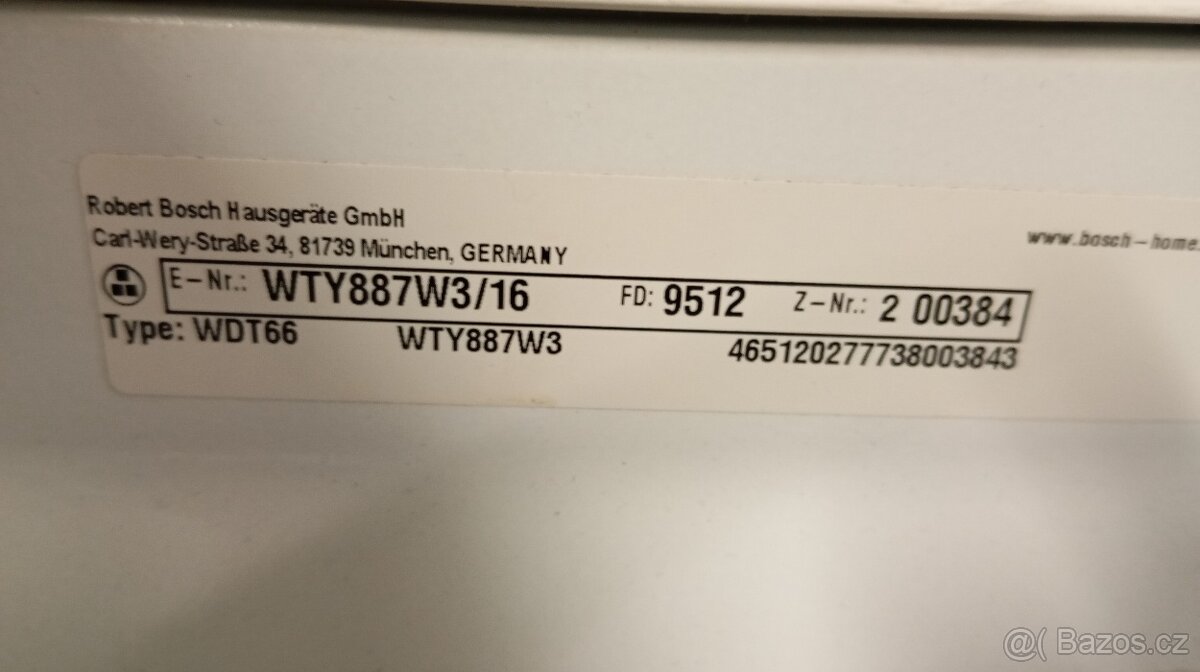 Robert Bosch Hausgeräte GmbH
Carl-Wery-Straße 34, 81739 München, GERMANY
www.bosch-home.
E-Nr.: WTY887W3/16 FD: 9512 Z-Nr.: 2 00384
Type: WDT66 WTY887W3 465120277738003843
@( Bazos.cz